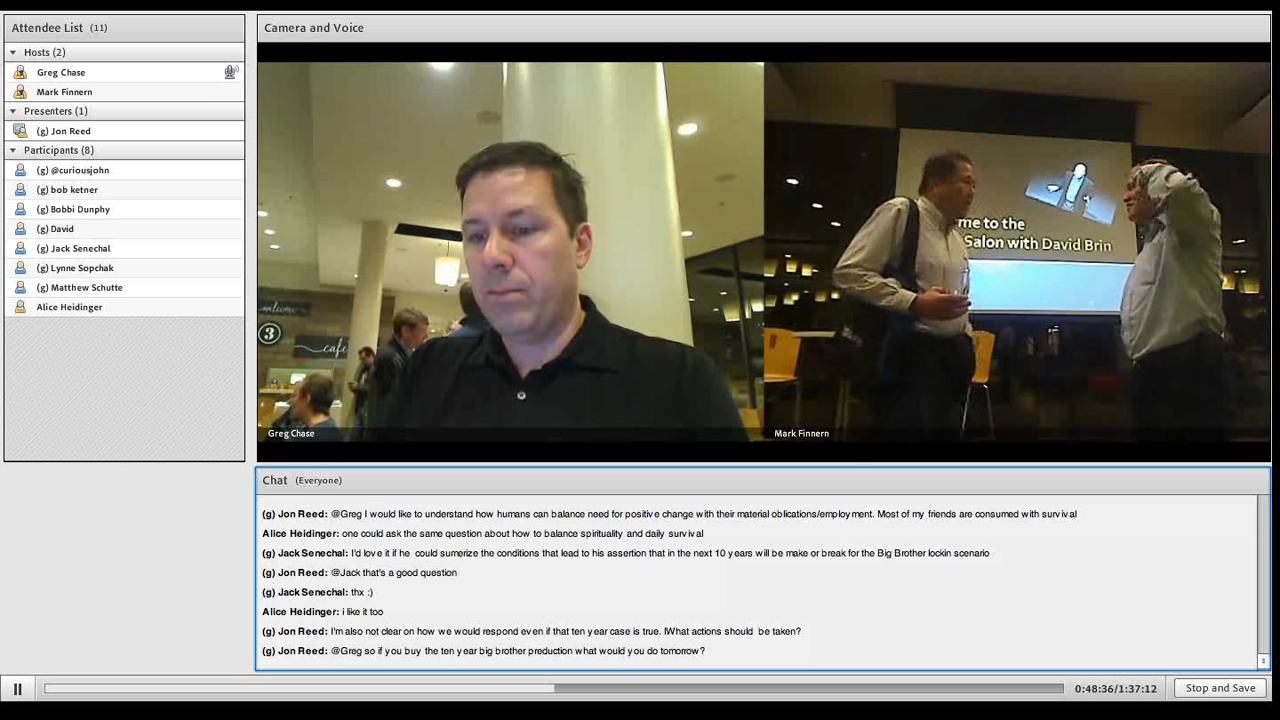 Attendee List (11)
Hosts (2)
Greg Chase
Mark Finnern
Presenters (1)
(g) Jon Reed
Participants (8)
(g) @curiousjohn
(g) bob ketner
(g) Bobbi Dunphy
(g) David
(g) Jack Senechal
(g) Lynne Sopchak
(g) Matthew Schutte
Alice Heidinger
Camera and Voice
welcome
3
café
Greg Chase
me to the
Salon with David Brin
Mark Finnern
Chat (Everyone)
(g) Jon Reed: @Greg I would like to understand how humans can balance need for positive change with their material oblications/employment. Most of my friends are consumed with survival
Alice Heidinger: one could ask the same question about how to balance spirituality and daily survival
(g) Jack Senechal: I'd love it if he could sumerize the conditions that lead to his assertion that in the next 10 years will be make or break for the Big Brother lockin scenario
(g) Jon Reed: @Jack that's a good question
(g) Jack Senechal: thx :)
Alice Heidinger: i like it too
(g) Jon Reed: I'm also not clear on how we would respond even if that ten year case is true. IWhat actions should be taken?
(g) Jon Reed: @Greg so if you buy the ten year big brother preduction what would you do tomorrow?
0:48:36/1:37:12
Stop and Save